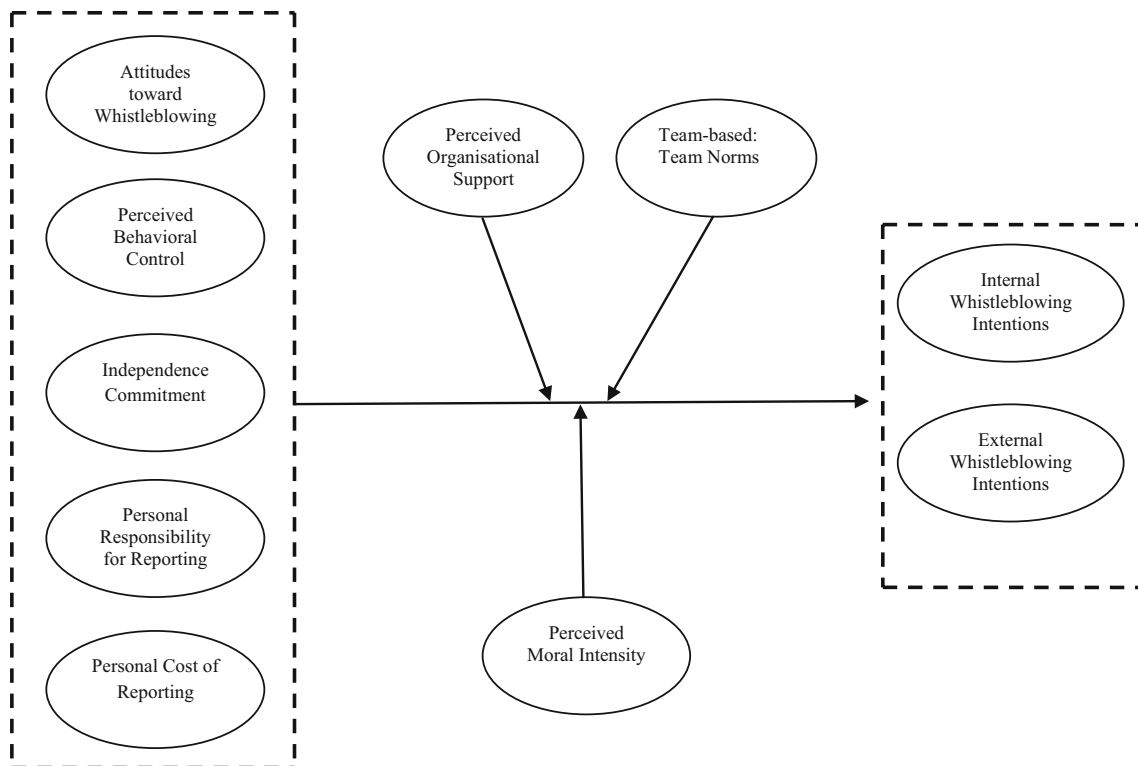 Attitudes
toward
Whistleblowing
Perceived
Behavioral
Control
Independence
Commitment
Personal
Responsibility
for Reporting
Personal Cost of
Reporting
Perceived
Organisational
Support
Team-based:
Team Norms
Perceived
Moral Intensity
Internal
Whistleblowing
Intentions
External
Whistleblowing
Intentions